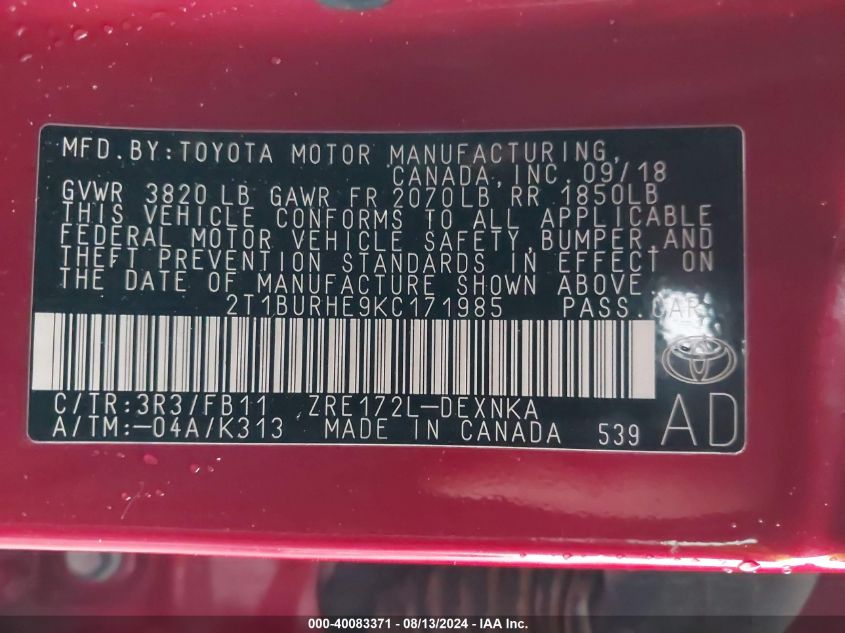 MFD.BY:TOYOTA MOTOR MANUFACTURING,
CANADA,INC.09/18
GVWR 3820 LB GAWR FR 2070LB RR 1850LB
THIS VEHICLE CONFORMS TO ALL APPLICABLE
FEDERAL MOTOR VEHICLE SAFETY,BUMPER,AND
THEFT PREVENTION STANDARDS IN EFFECT ON
THE DATE OF MANUFACTURE SHOWN ABOVE.
2T1BURHE9KC171985 PASS.CAR
C/TR:3R3/FB11 ZRE172L-DEXNKA
A/TM:-04A/K313 MADE IN CANADA 539
AD
000-40083371 - 08/13/2024 - IAA Inc.